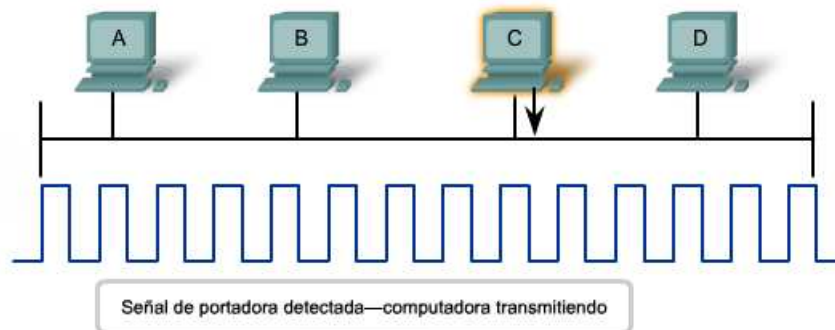 A B C D
Señal de portadora detectada—computadora transmitiendo